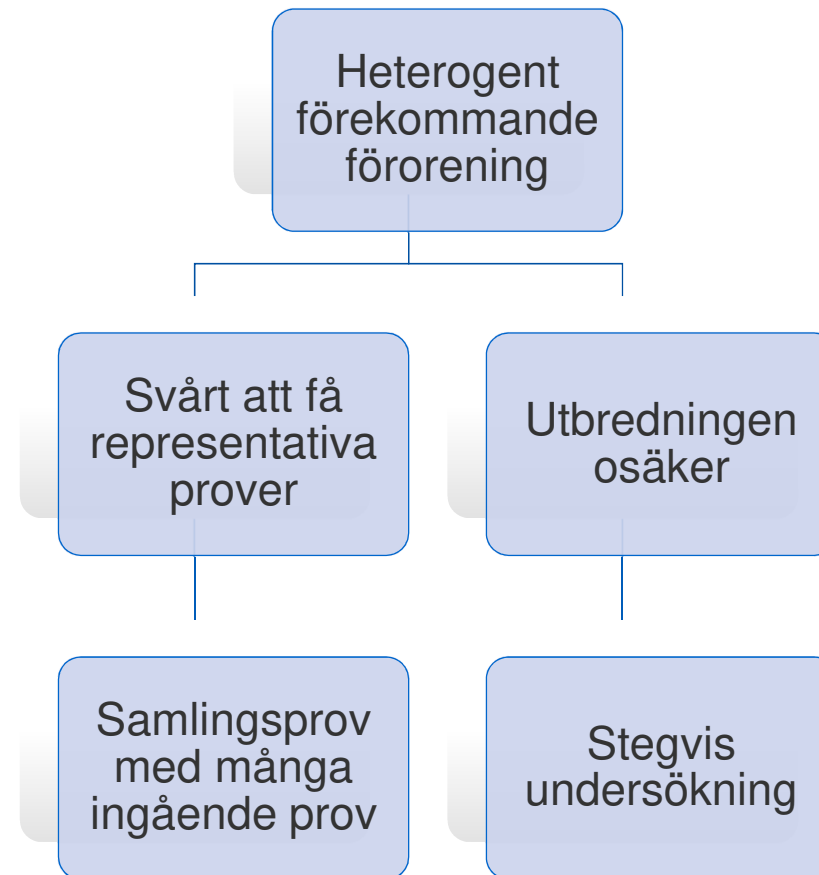 Heterogent
förekommande
förorening
Svårt att få
representativa
prover
Utbredningen
osäker
Samlingsprov
med många
ingående prov
Stegvis
undersökning